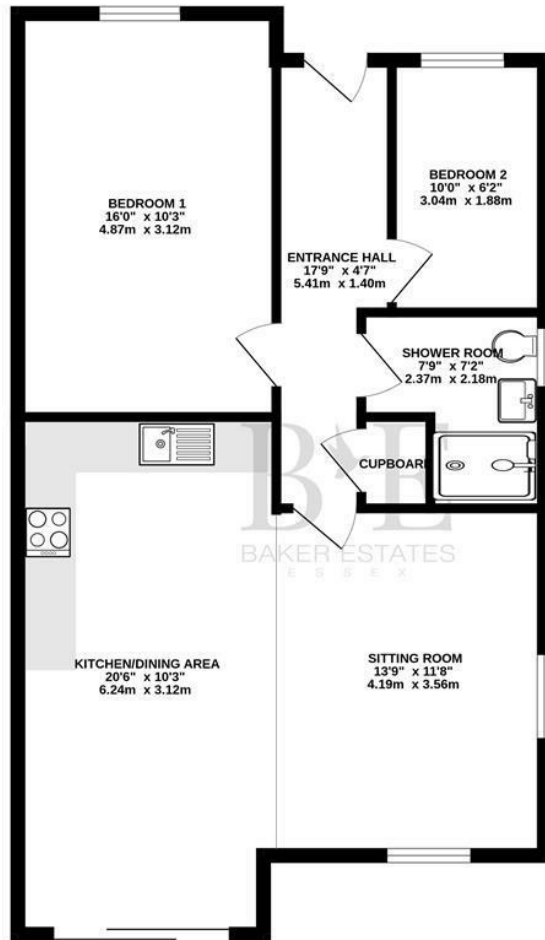 BEDROOM 1
16'0" x 10'3"
4.87m x 3.12m
BEDROOM 2
10'0" x 6'2"
3.04m x 1.88m
ENTRANCE HALL
17'9" x 4'7"
5.41m x 1.40m
SHOWER ROOM
7'9" x 7'2"
2.37m x 2.18m
CUPBOARD
B E
BAKER ESTATES
ESSEX
KITCHEN/DINING AREA
20'6" x 10'3"
6.24m x 3.12m
SITTING ROOM
13'9" x 11'8"
4.19m x 3.56m